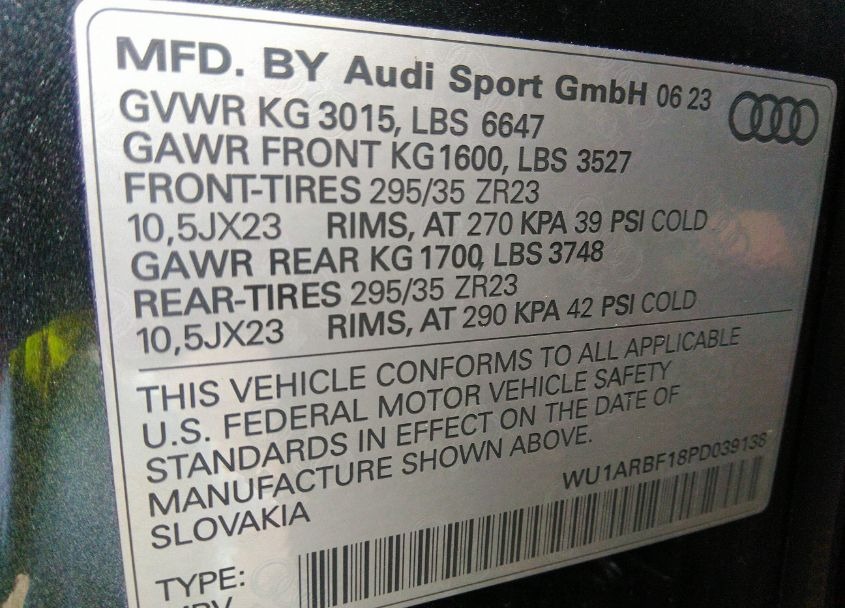 MFD. BY Audi Sport GmbH 06 23
GVWR KG 3015, LBS 6647
GAWR FRONT KG1600, LBS 3527
FRONT-TIRES 295/35 ZR23
10,5JX23 RIMS, AT 270 KPA 39 PSI COLD
GAWR REAR KG 1700, LBS 3748
REAR-TIRES 295/35 ZR23
10,5JX23 RIMS, AT 290 KPA 42 PSI COLD
THIS VEHICLE CONFORMS TO ALL APPLICABLE
U.S. FEDERAL MOTOR VEHICLE SAFETY
STANDARDS IN EFFECT ON THE DATE OF
MANUFACTURE SHOWN ABOVE.
WU1ARBF18PD039138
SLOVAKIA
TYPE: